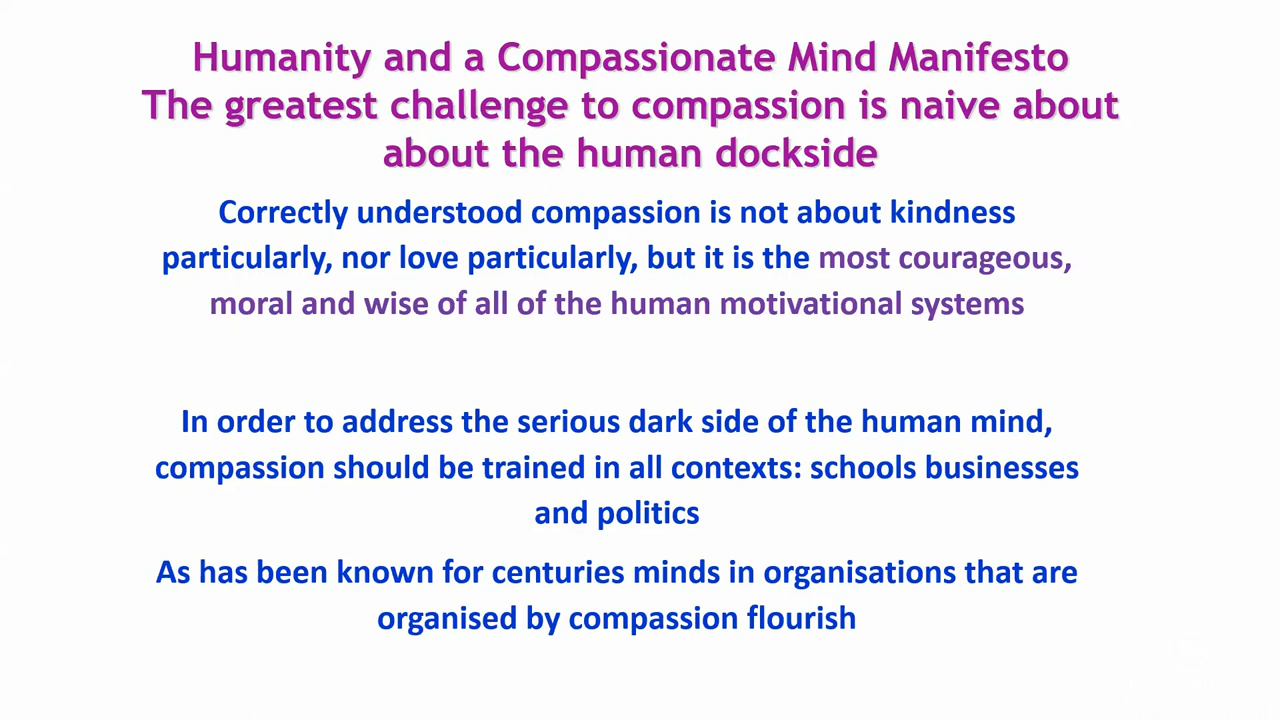 Humanity and a Compassionate Mind Manifesto
The greatest challenge to compassion is naive about
about the human dockside
Correctly understood compassion is not about kindness
particularly, nor love particularly, but it is the most courageous,
moral and wise of all of the human motivational systems
In order to address the serious dark side of the human mind,
compassion should be trained in all contexts: schools businesses
and politics
As has been known for centuries minds in organisations that are
organised by compassion flourish